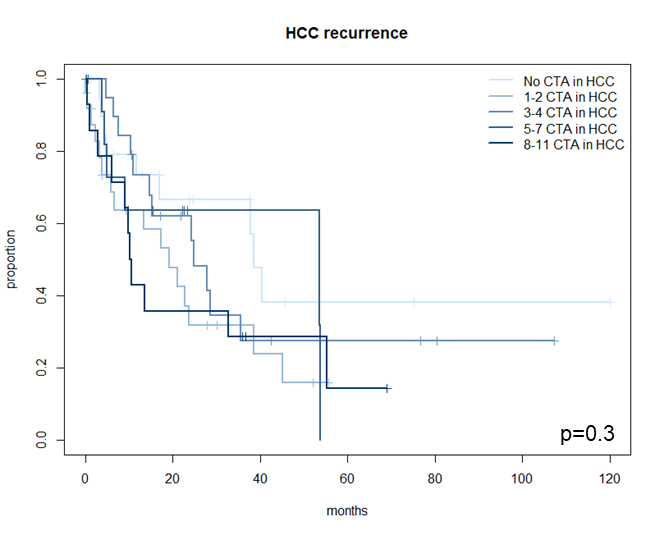 HCC recurrence
No CTA in HCC
1-2 CTA in HCC
3-4 CTA in HCC
5-7 CTA in HCC
8-11 CTA in HCC
proportion
1.0
0.8
0.6
0.4
0.2
0.0
p=0.3
0 20 40 60 80 100 120
months